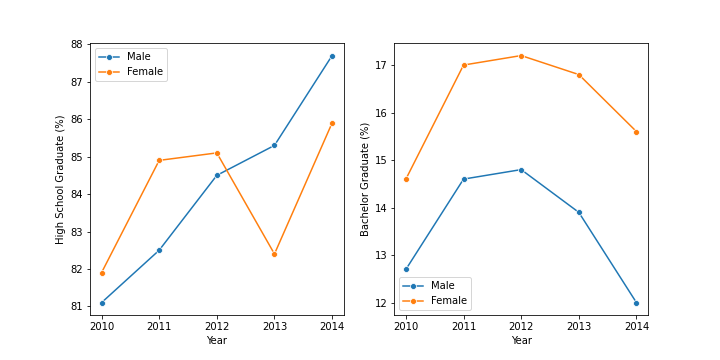 88
87
86
85
84
83
82
81
High School Graduate (%)
Male
Female
2010 2011 2012 2013 2014
Year
17
16
15
14
13
12
Bachelor Graduate (%)
Male
Female
2010 2011 2012 2013 2014
Year